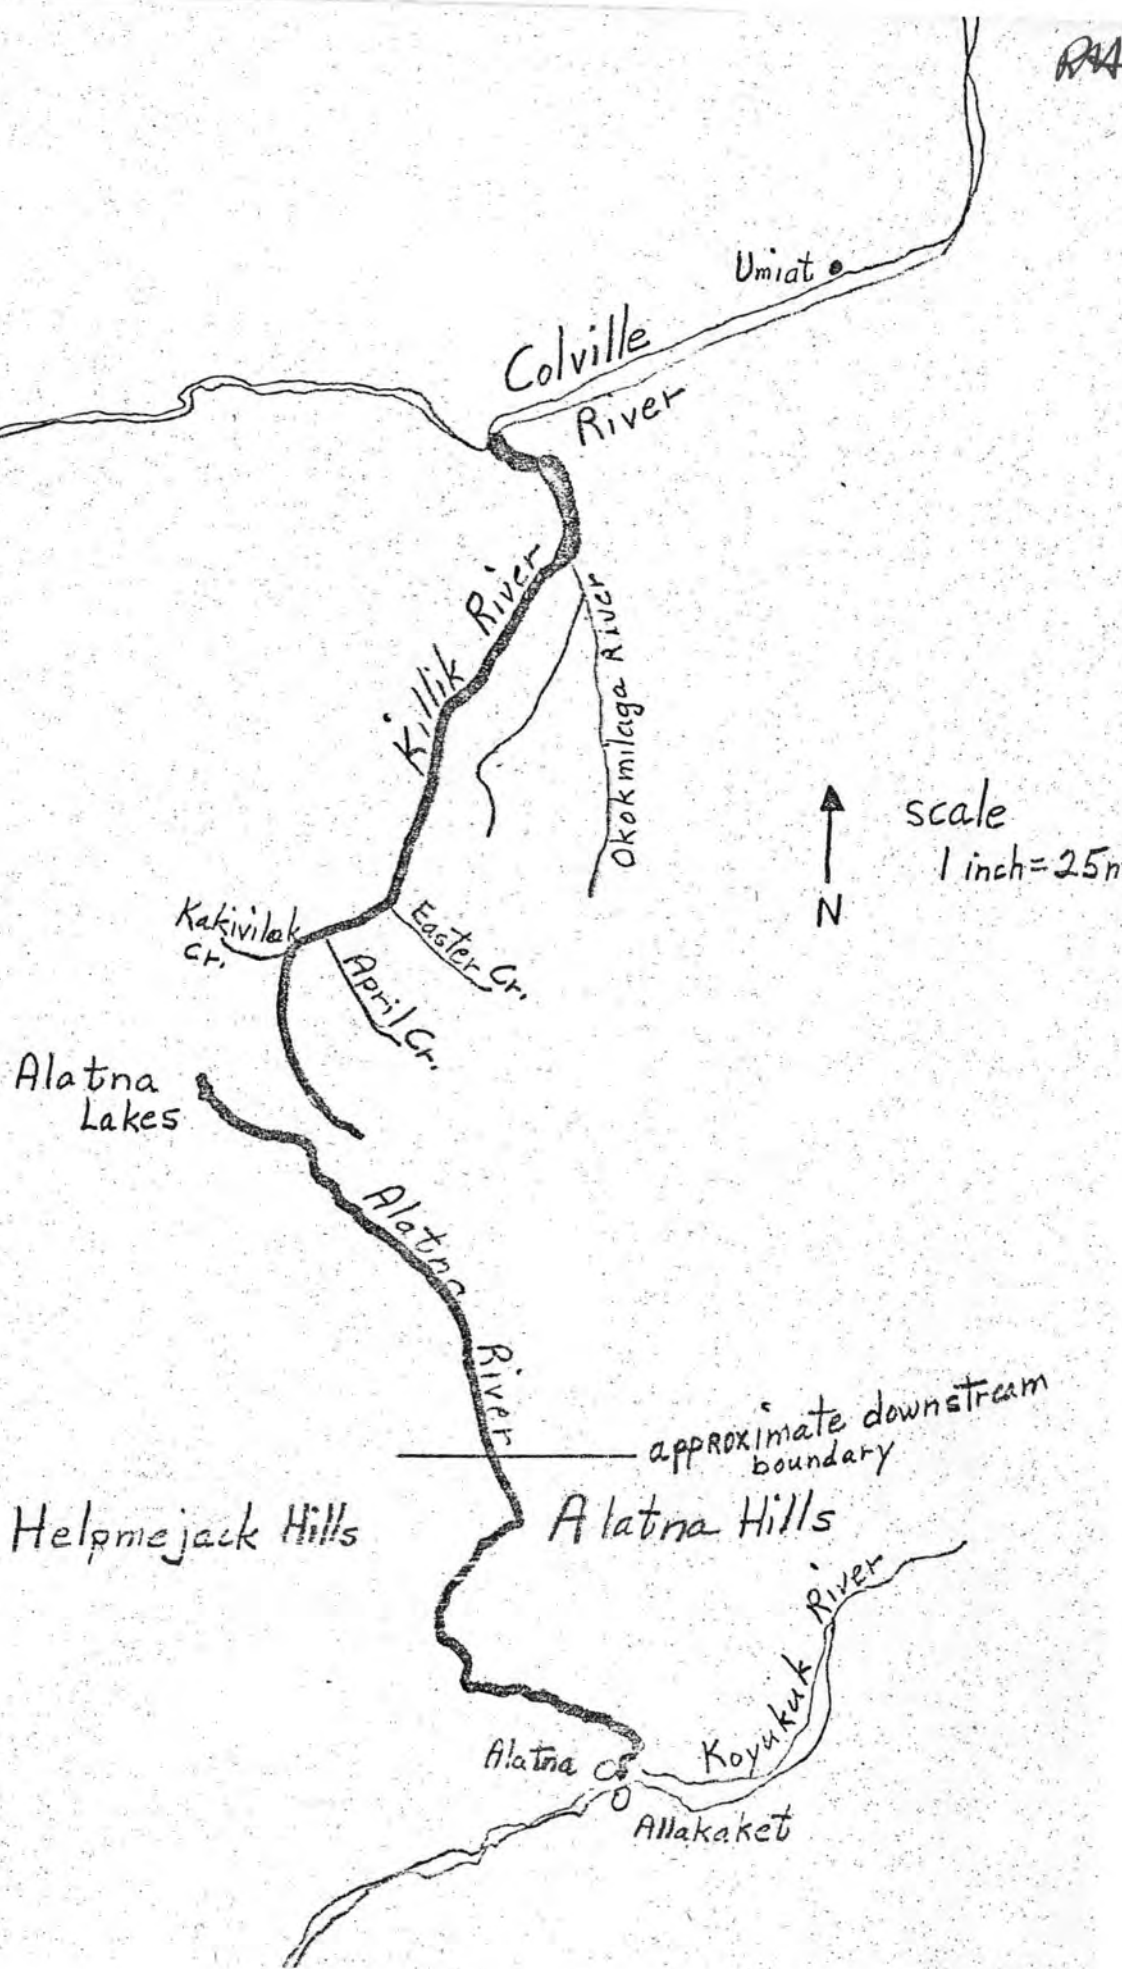 Umiat
Colville
River
Killik River
Okokmilaga River
scale
1 inch = 25
N
Kakivilak
Cr.
Easter Cr.
April Cr.
Alatna
Lakes
Alatna River
approximate downstream
boundary
Helpmejack Hills
Alatna Hills
Koyukuk River
Alatna
Allakaket